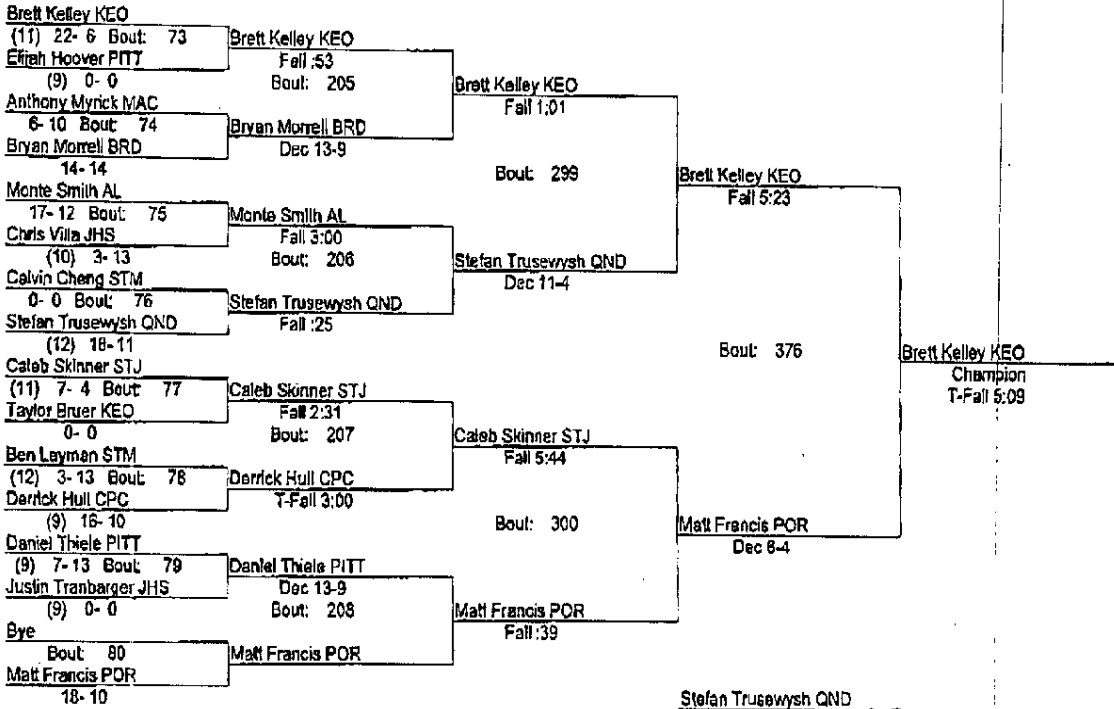 Brett Kelley KEO
(11) 22- 6 Bout: 73
Elijah Hoover PITT
(9) 0- 0
Anthony Myrick MAC
6- 10 Bout: 74
Bryan Morrell BRD
14- 14
Monte Smith AL
17- 12 Bout: 75
Chris Villa JHS
(10) 3- 13
Calvin Cheng STM
0- 0 Bout: 76
Stefan Trusewysh QND
(12) 18- 11
Caleb Skinner STJ
(11) 7- 4 Bout: 77
Taylor Bruer KEO
0- 0
Ben Layman STM
(12) 3- 13 Bout: 78
Derrick Hull CPC
(9) 16- 10
Daniel Thiele PITT
(9) 7- 13 Bout: 79
Justin Tranbarger JHS
(9) 0- 0
Bye
Bout: 80
Matt Francis POR
18- 10
Brett Kelley KEO
Fall :53
Bout: 205
Bryan Morrell BRD
Dec 13-9
Monte Smith AL
Fall 3:00
Bout: 206
Stefan Trusewysh QND
Fall :25
Caleb Skinner STJ
Fall 2:31
Bout: 207
Derrick Hull CPC
T-Fall 3:00
Daniel Thiele PITT
Dec 13-9
Bout: 208
Matt Francis POR
Brett Kelley KEO
Fall 1:01
Bout: 299
Stefan Trusewysh QND
Dec 11-4
Caleb Skinner STJ
Fall 5:44
Bout: 300
Matt Francis POR
Fall :39
Brett Kelley KEO
Fall 5:23
Bout: 376
Matt Francis POR
Dec 6-4
Brett Kelley KEO
Champion
T-Fall 5:09
Stefan Trusewysh QND